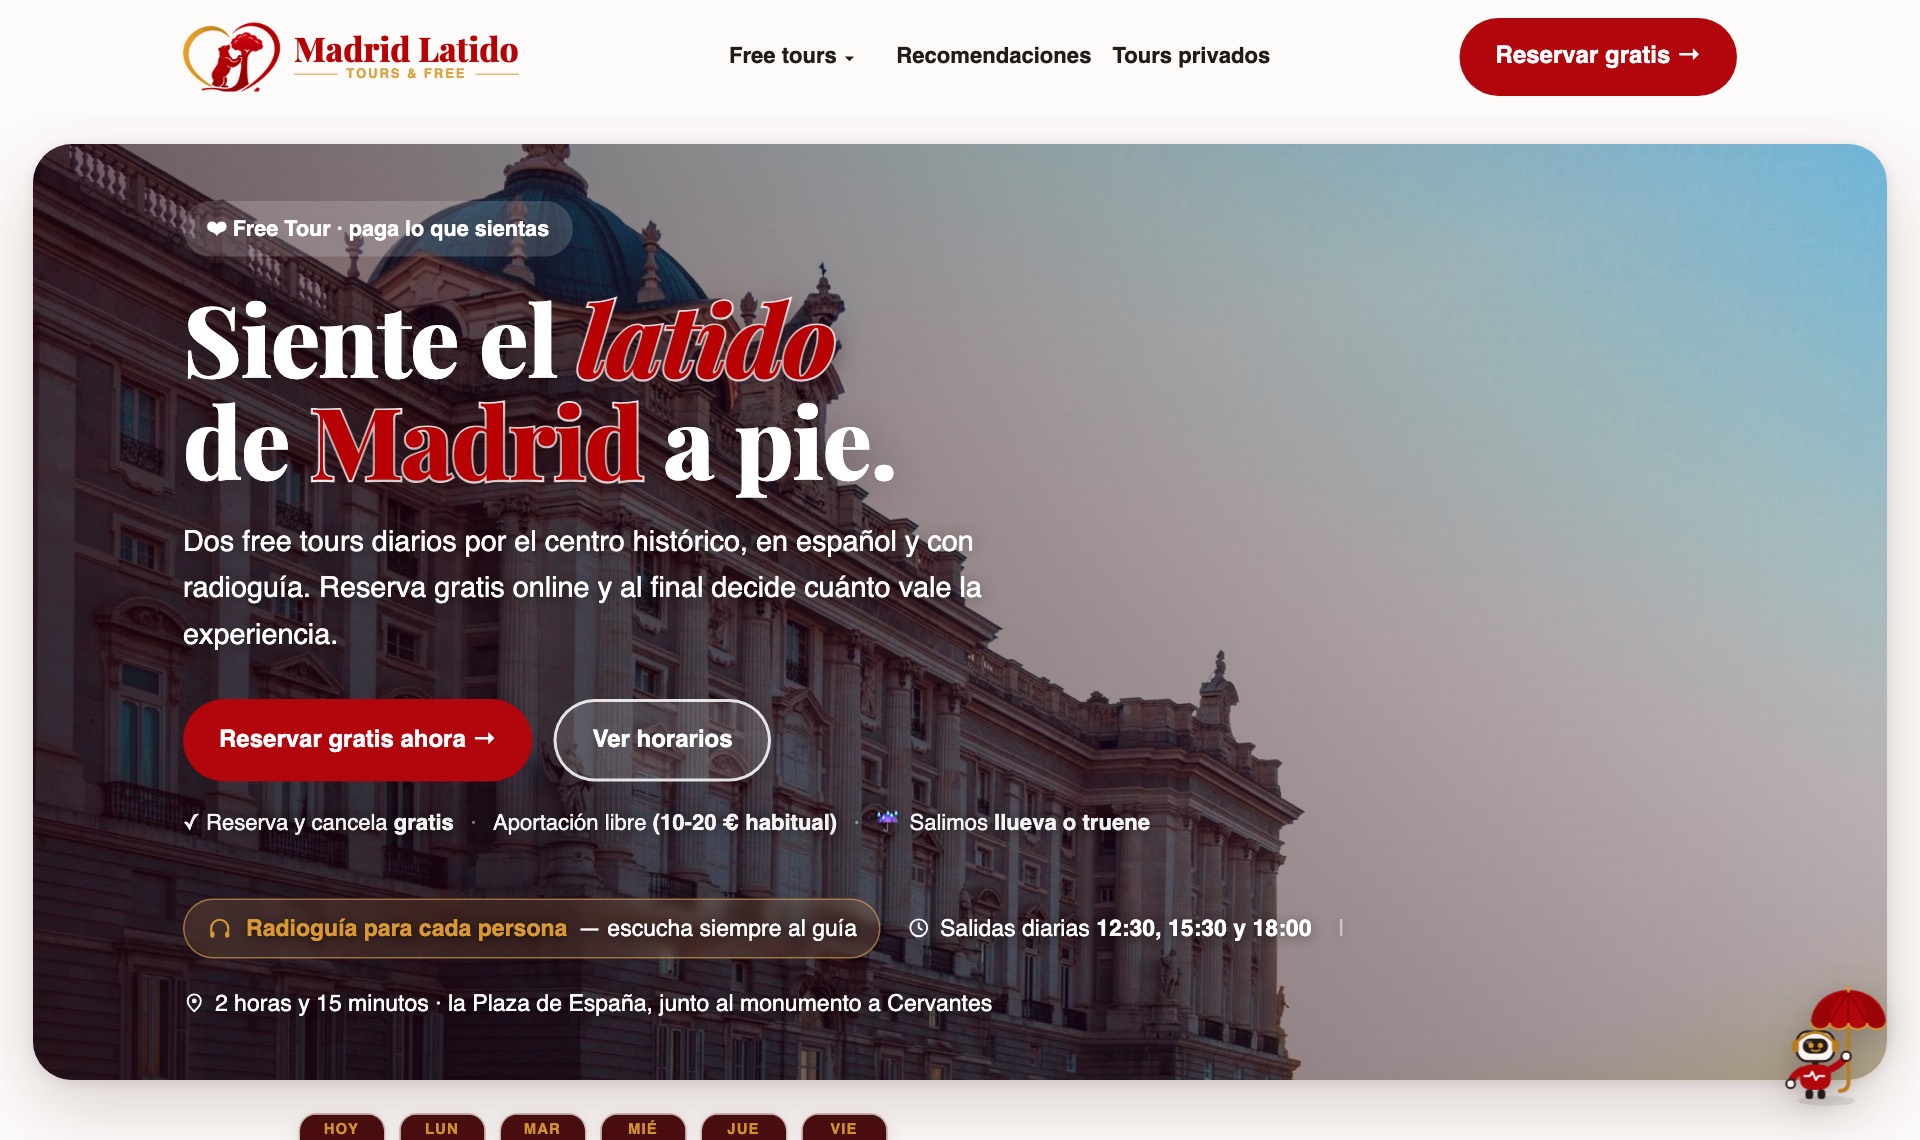 Madrid Latido
TOURS & FREE
Free tours
Recomendaciones
Tours privados
Reservar gratis →
❤ Free Tour · paga lo que sientas
Siente el latido
de Madrid a pie.
Dos free tours diarios por el centro histórico, en español y con
radioguía. Reserva gratis online y al final decide cuánto vale la
experiencia.
Reservar gratis ahora →
Ver horarios
✓ Reserva y cancela gratis · Aportación libre (10-20 € habitual) · ☔ Salimos llueva o truene
Radioguía para cada persona — escucha siempre al guía
Salidas diarias 12:30, 15:30 y 18:00 |
2 horas y 15 minutos · la Plaza de España, junto al monumento a Cervantes
HOY
LUN
MAR
MIÉ
JUE
VIE